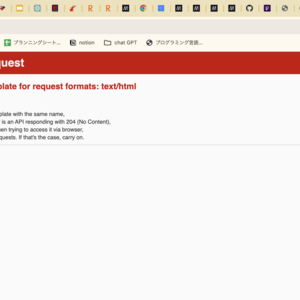 プランニングシート...
notion
chat GPT
プログラミング言語...
quest
plate for request formats: text/html
plate with the same name,
is an API responding with 204 (No Content),
en trying to access it via browser,
quests. If that's the case, carry on.